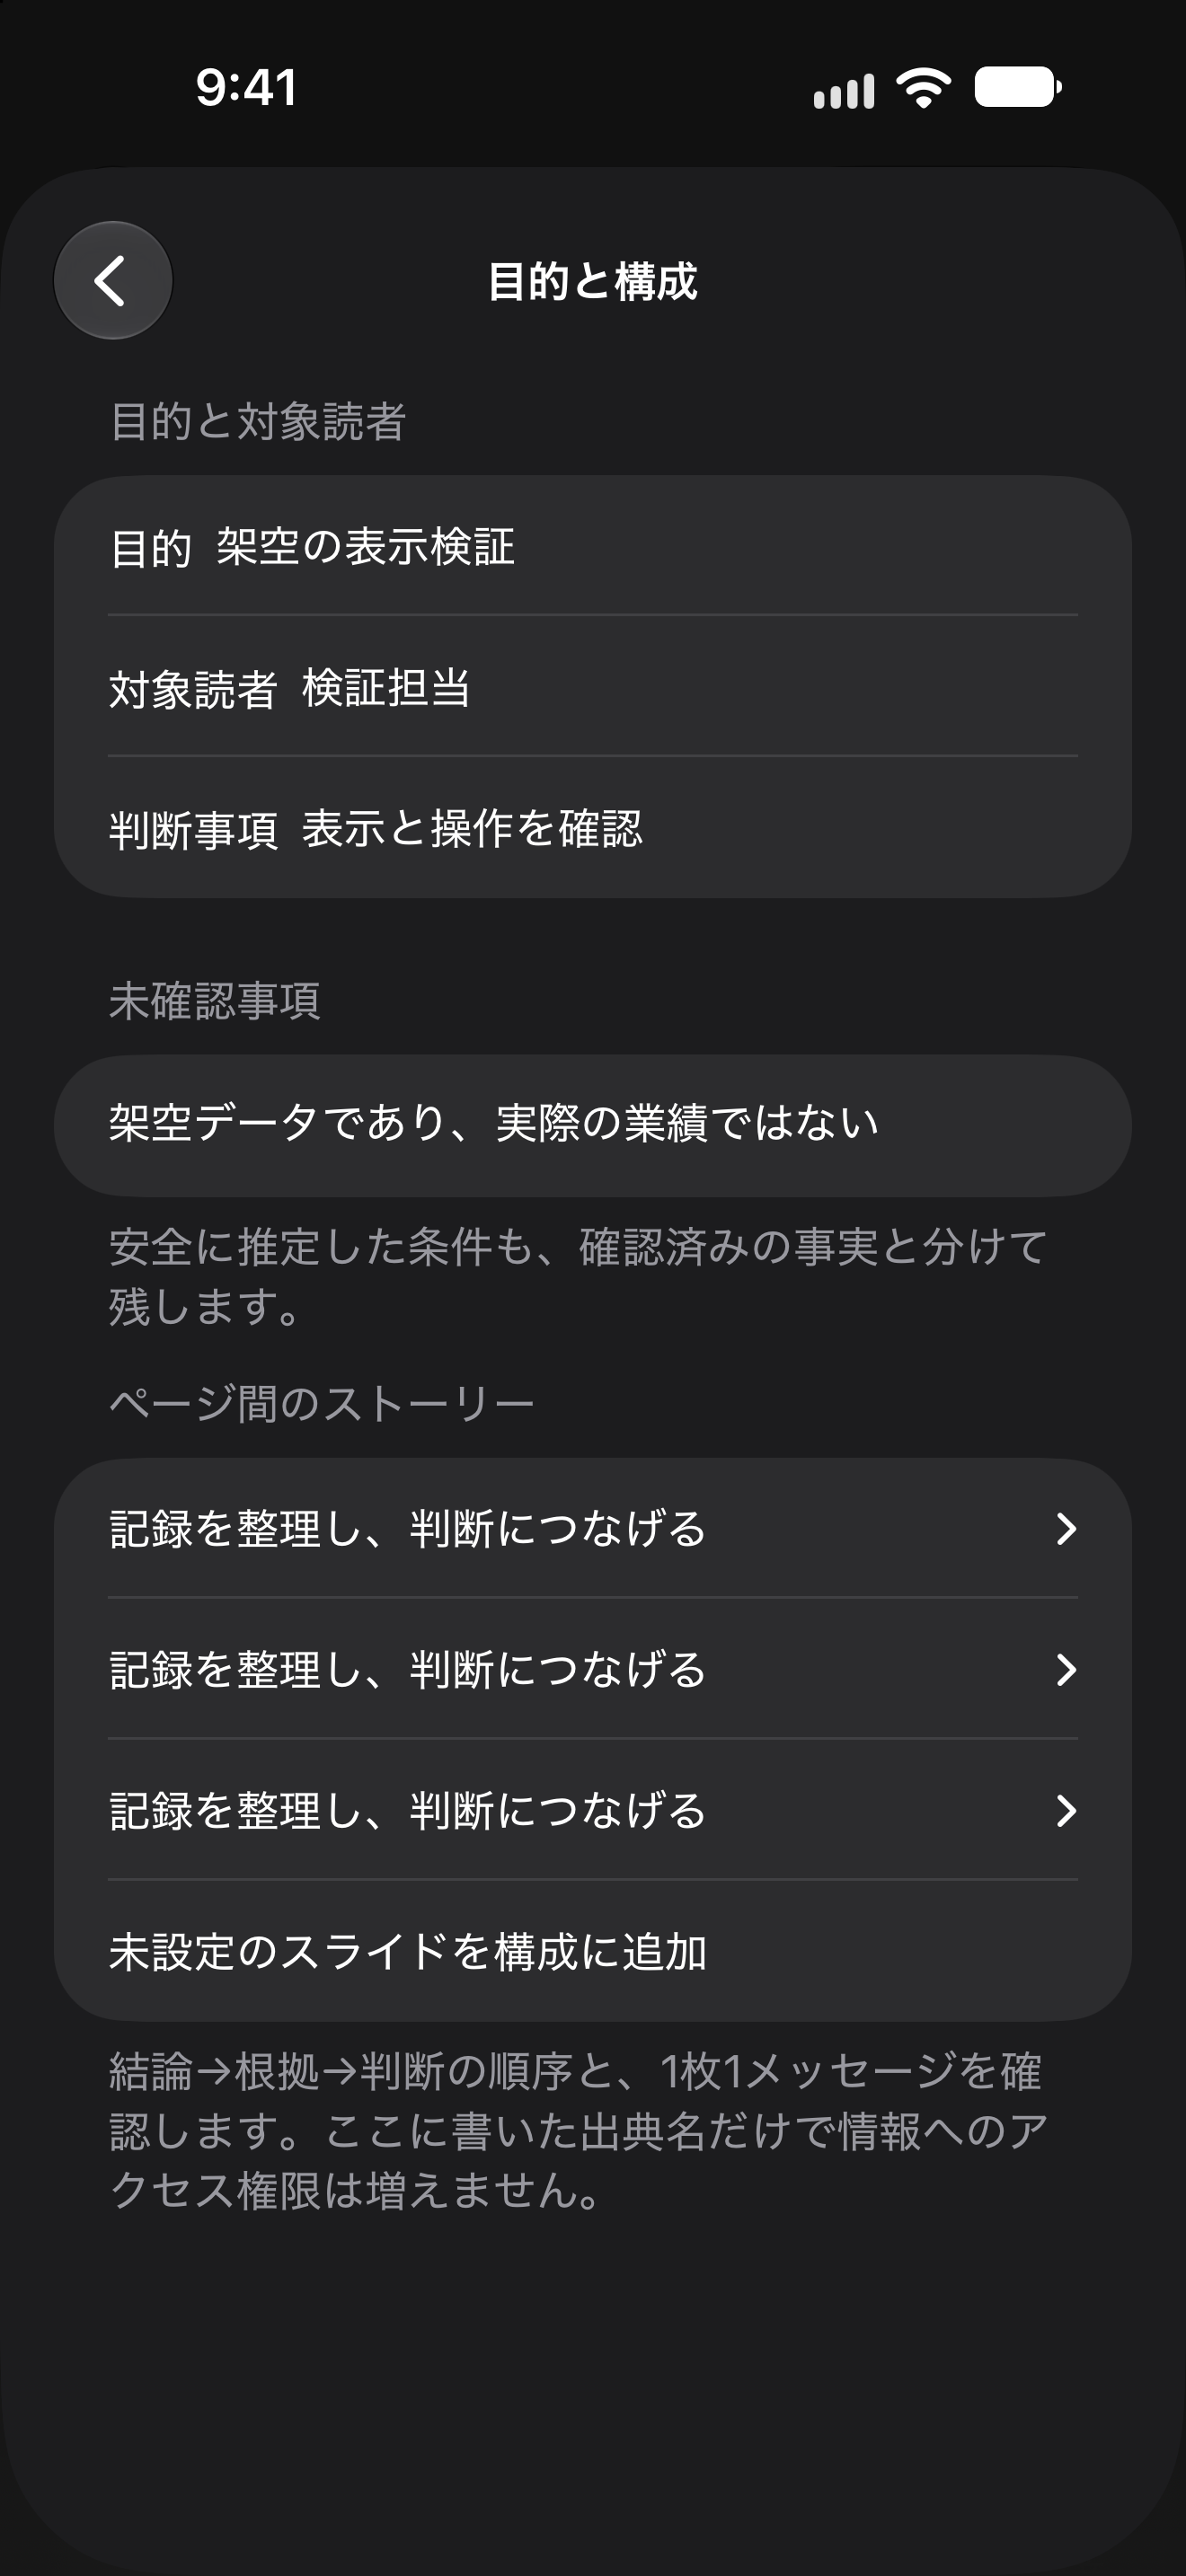 9:41
目的と構成
目的と対象読者
目的 架空の表示検証
対象読者 検証担当
判断事項 表示と操作を確認
未確認事項
架空データであり、実際の業績ではない
安全に推定した条件も、確認済みの事実と分けて
残します。
ページ間のストーリー
記録を整理し、判断につなげる
記録を整理し、判断につなげる
記録を整理し、判断につなげる
未設定のスライドを構成に追加
結論→根拠→判断の順序と、1枚1メッセージを確
認します。ここに書いた出典名だけで情報へのア
クセス権限は増えません。